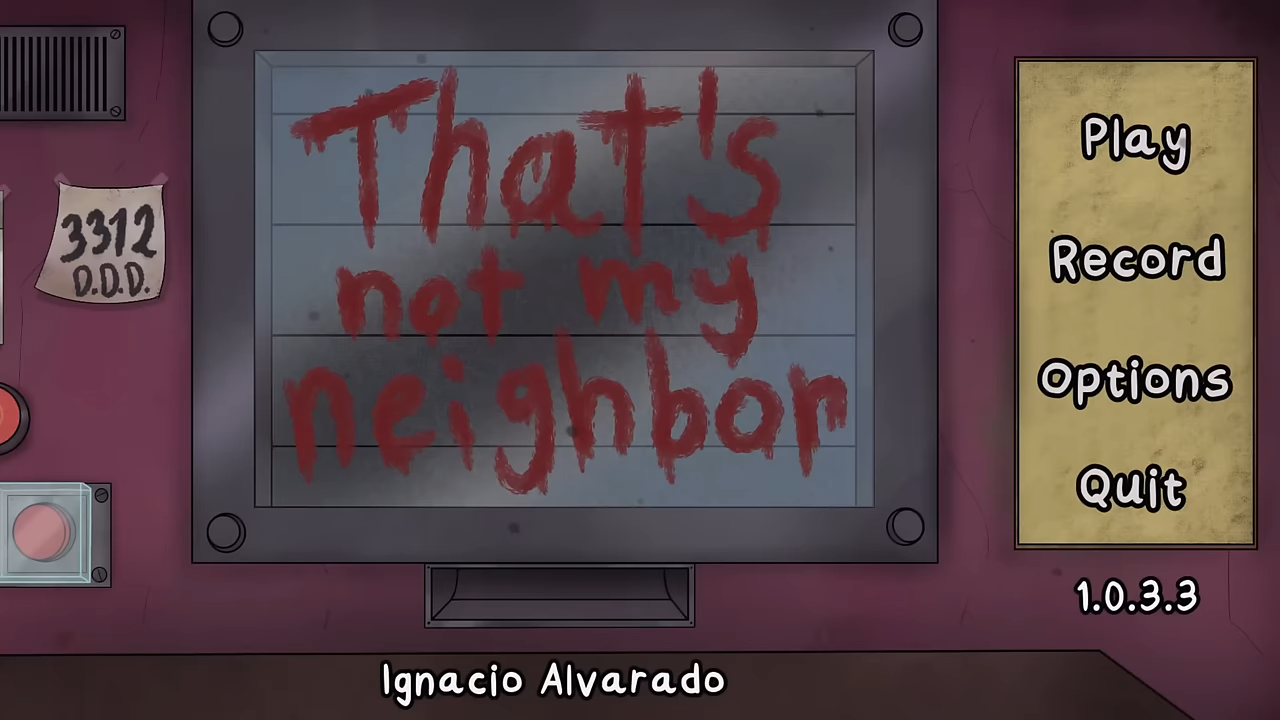 3312
D.D.D.
That's
not my
neighbor
Play
Record
Options
Quit
1.0.3.3
Ignacio Alvarado